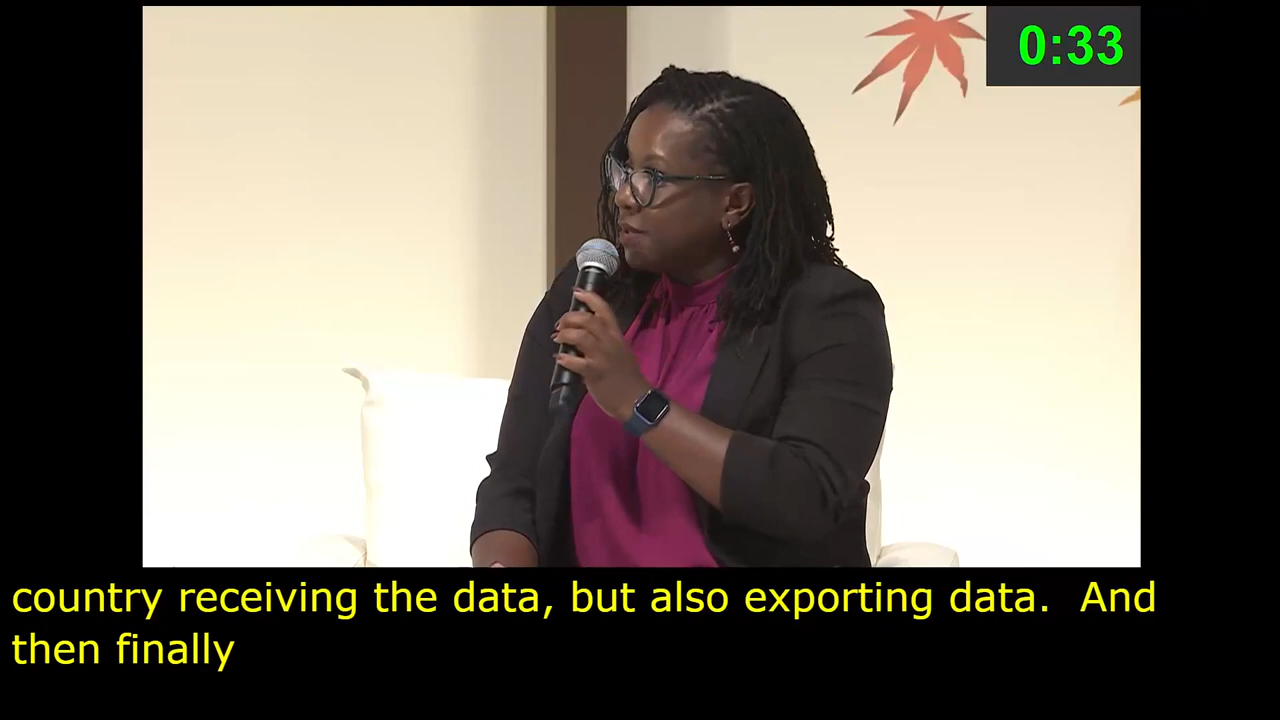 0:33
country receiving the data, but also exporting data.  And
then finally